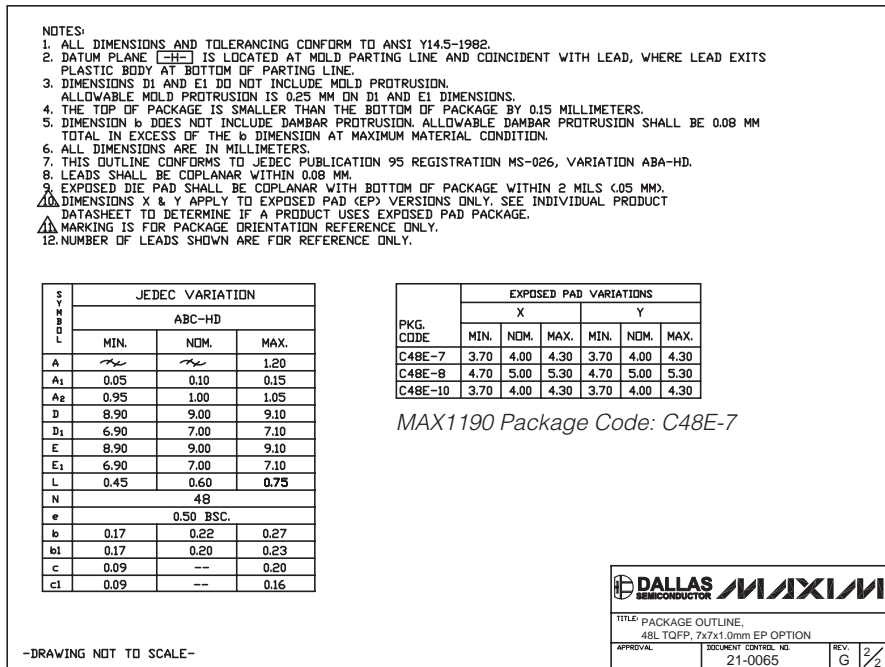 NOTES:
1. ALL DIMENSIONS AND TOLERANCING CONFORM TO ANSI Y14.5-1982.
2. DATUM PLANE -H- IS LOCATED AT MOLD PARTING LINE AND COINCIDENT WITH LEAD, WHERE LEAD EXITS
PLASTIC BODY AT BOTTOM OF PARTING LINE.
3. DIMENSIONS D1 AND E1 DO NOT INCLUDE MOLD PROTRUSION.
ALLOWABLE MOLD PROTRUSION IS 0.25 MM ON D1 AND E1 DIMENSIONS.
4. THE TOP OF PACKAGE IS SMALLER THAN THE BOTTOM OF PACKAGE BY 0.15 MILLIMETERS.
5. DIMENSION b DOES NOT INCLUDE DAMBAR PROTRUSION. ALLOWABLE DAMBAR PROTRUSION SHALL BE 0.08 MM
TOTAL IN EXCESS OF THE b DIMENSION AT MAXIMUM MATERIAL CONDITION.
6. ALL DIMENSIONS ARE IN MILLIMETERS.
7. THIS OUTLINE CONFORMS TO JEDEC PUBLICATION 95 REGISTRATION MS-026, VARIATION ABA-HD.
8. LEADS SHALL BE COPLANAR WITHIN 0.08 MM.
9. EXPOSED DIE PAD SHALL BE COPLANAR WITH BOTTOM OF PACKAGE WITHIN 2 MILS (.05 MM).
10. DIMENSIONS X & Y APPLY TO EXPOSED PAD (EP) VERSIONS ONLY. SEE INDIVIDUAL PRODUCT
DATASHEET TO DETERMINE IF A PRODUCT USES EXPOSED PAD PACKAGE.
11. MARKING IS FOR PACKAGE ORIENTATION REFERENCE ONLY.
12. NUMBER OF LEADS SHOWN ARE FOR REFERENCE ONLY.
SYMBOL JEDEC VARIATION
ABC-HD
MIN. NOM. MAX.
A 1.20
A1 0.05 0.10 0.15
A2 0.95 1.00 1.05
D 8.90 9.00 9.10
D1 6.90 7.00 7.10
E 8.90 9.00 9.10
E1 6.90 7.00 7.10
L 0.45 0.60 0.75
N 48
e 0.50 BSC.
b 0.17 0.22 0.27
b1 0.17 0.20 0.23
c 0.09 -- 0.20
c1 0.09 -- 0.16
EXPOSED PAD VARIATIONS
X Y
PKG. CODE MIN. NOM. MAX. MIN. NOM. MAX.
C48E-7 3.70 4.00 4.30 3.70 4.00 4.30
C48E-8 4.70 5.00 5.30 4.70 5.00 5.30
C48E-10 3.70 4.00 4.30 3.70 4.00 4.30
MAX1190 Package Code: C48E-7
DALLAS SEMICONDUCTOR MAXIM
TITLE: PACKAGE OUTLINE,
48L TQFP, 7x7x1.0mm EP OPTION
APPROVAL DOCUMENT CONTROL NO. REV.
21-0065 G 2/2
-DRAWING NOT TO SCALE-